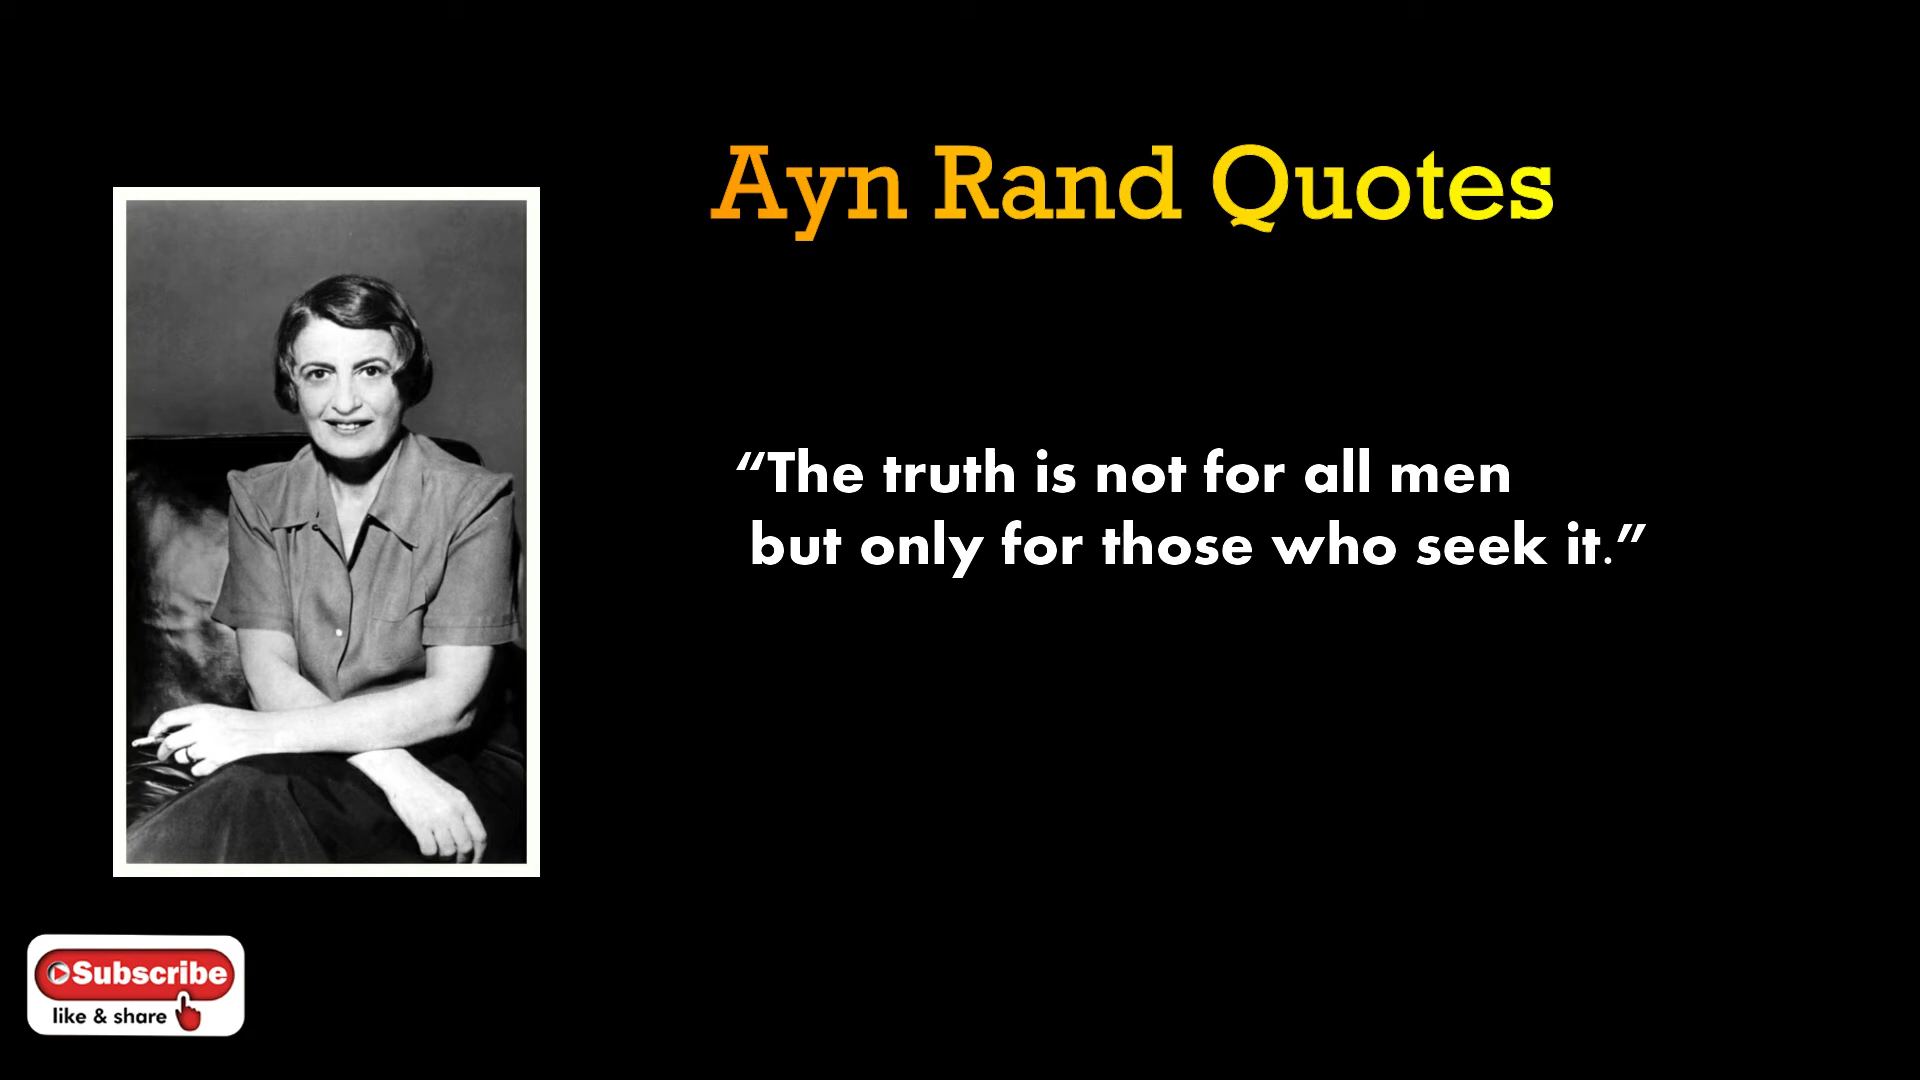 Ayn Rand Quotes
“The truth is not for all men
but only for those who seek it.”
Subscribe
like & share